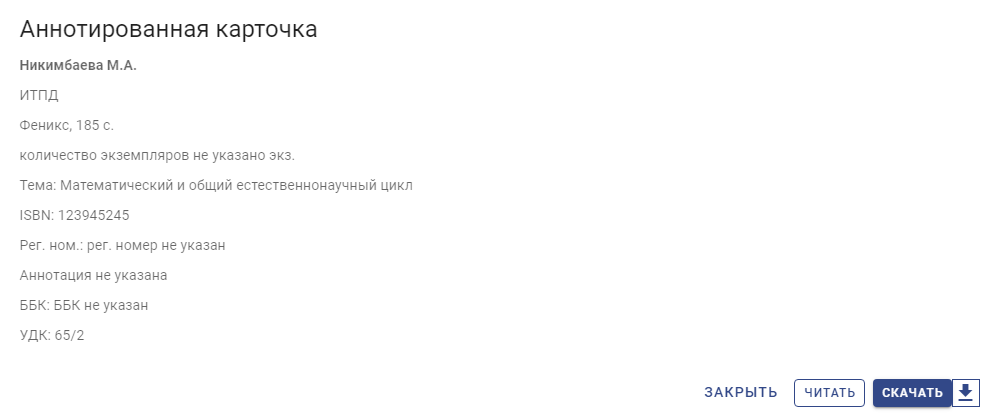 Аннотированная карточка
Никимбаева М.А.
ИТПД
Феникс, 185 с.
количество экземпляров не указано экз.
Тема: Математический и общий естественнонаучный цикл
ISBN: 123945245
Рег. ном.: рег. номер не указан
Аннотация не указана
ББК: ББК не указан
УДК: 65/2
ЗАКРЫТЬ ЧИТАТЬ СКАЧАТЬ